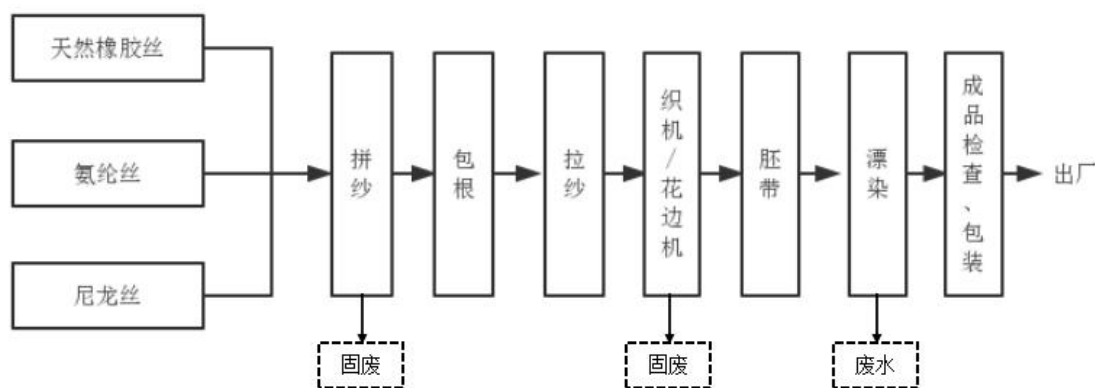 天然橡胶丝
氨纶丝
尼龙丝
拼纱
包根
拉纱
织机/花边机
胚带
漂染
成品检查、包装
出厂
固废
固废
废水